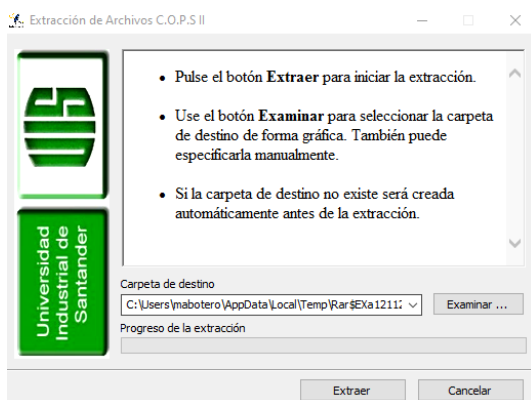 Extracción de Archivos C.O.P.S II
• Pulse el botón Extraer para iniciar la extracción.
• Use el botón Examinar para seleccionar la carpeta
de destino de forma gráfica. También puede
especificarla manualmente.
• Si la carpeta de destino no existe será creada
automáticamente antes de la extracción.
UIS
Universidad
Industrial de
Santander
Carpeta de destino
C:\Users\mabotero\AppData\Local\Temp\Rar$EXa12112
Examinar ...
Progreso de la extracción
Extraer
Cancelar